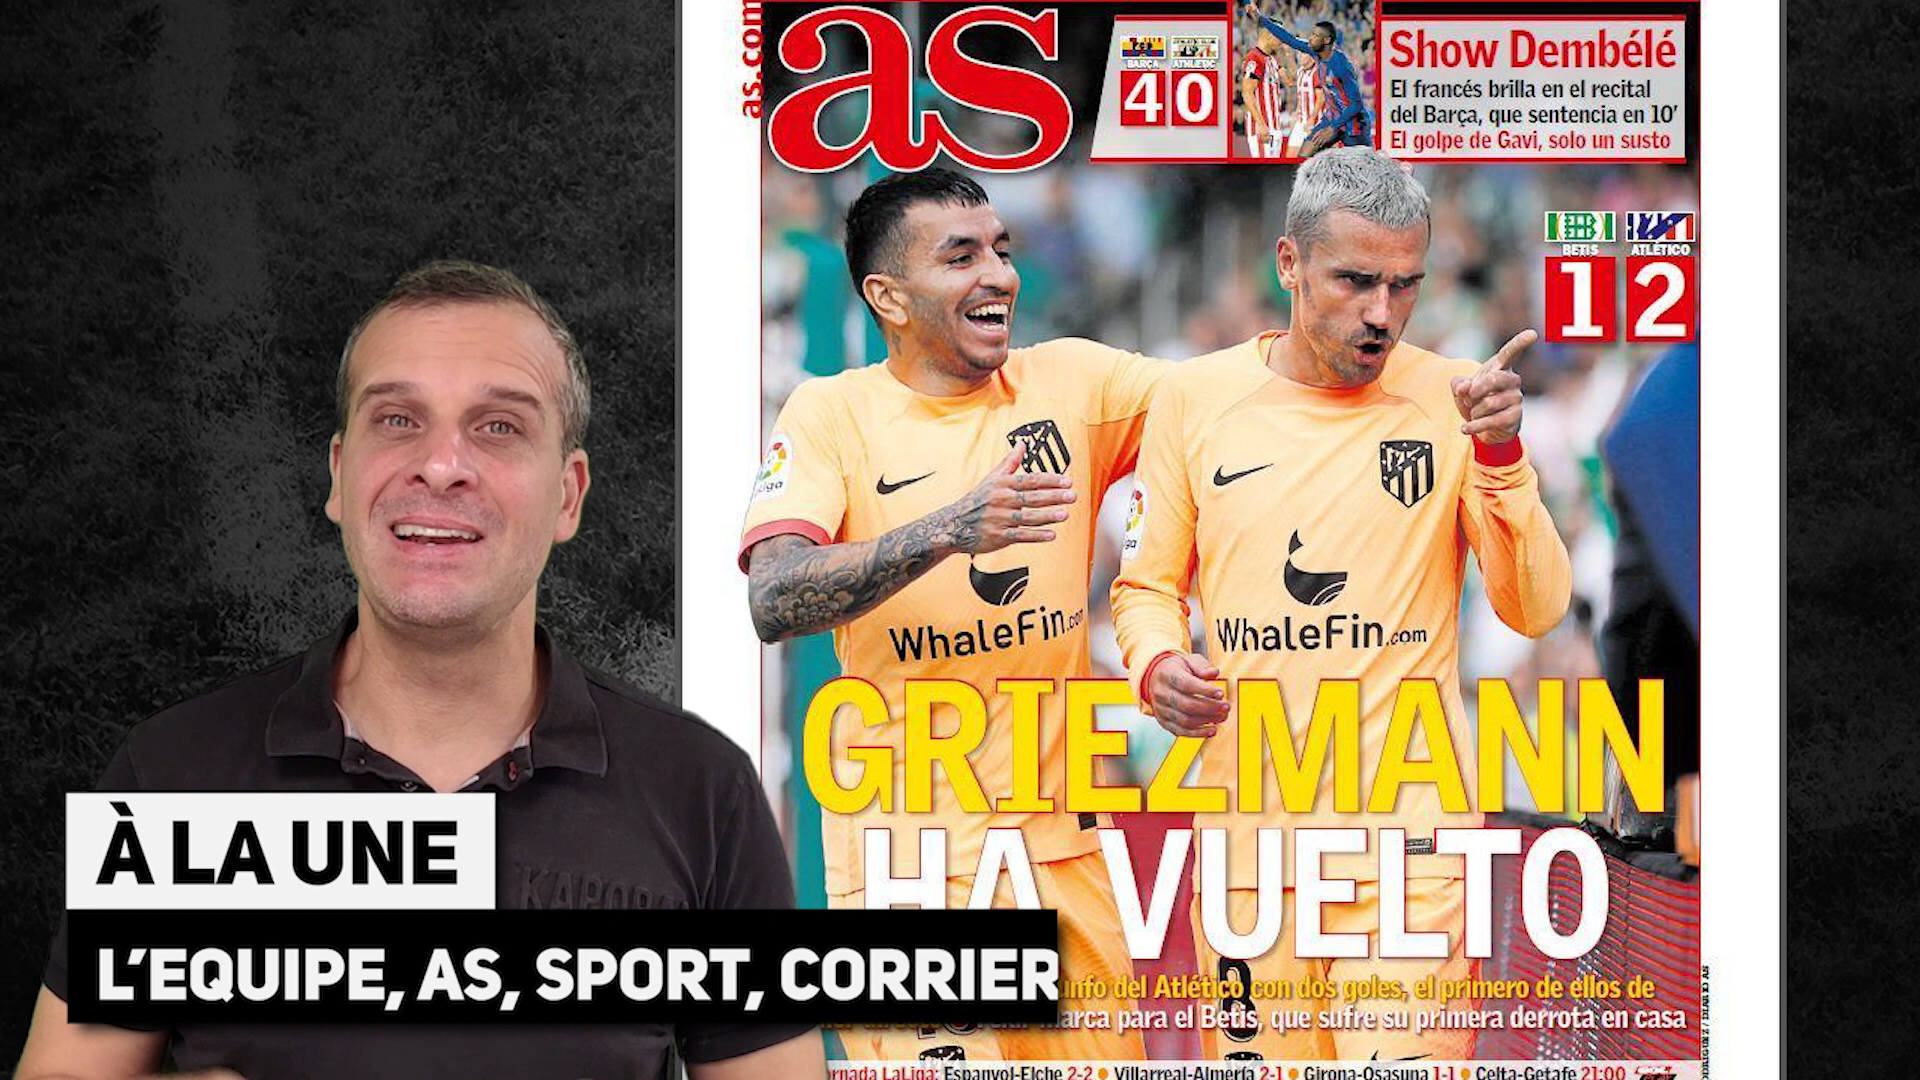 as.com
as
BARÇA ATHLETIC
4 0
Show Dembélé
El francés brilla en el recital
del Barça, que sentencia en 10'
El golpe de Gavi, solo un susto
BETIS ATLÉTICO
1 2
WhaleFin.com
WhaleFin.com
GRIEZMANN
HA VUELTO
del Atlético con dos goles, el primero de ellos de
marca para el Betis, que sufre su primera derrota en casa
LaLiga: Espanyol-Elche 2-2 • Villarreal-Almería 2-1 • Girona-Osasuna 1-1 • Celta-Getafe 21:00
À LA UNE
L'EQUIPE, AS, SPORT, CORRIER